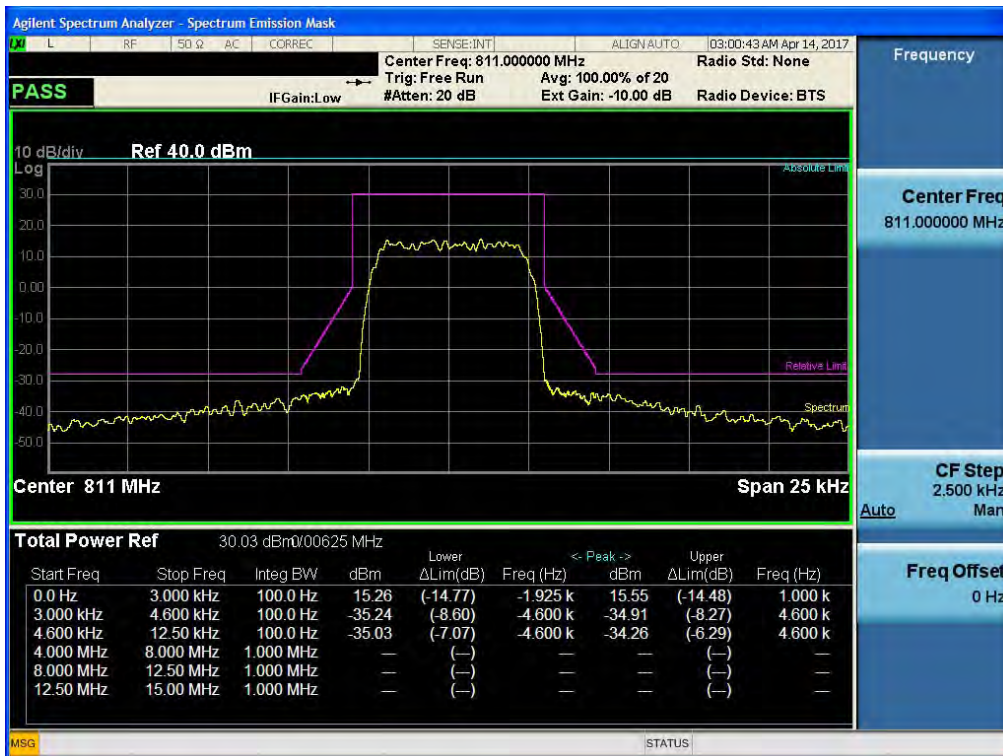 Agilent Spectrum Analyzer - Spectrum Emission Mask
LXI L RF 50 Ω AC CORREC SENSE:INT ALIGN AUTO 03:00:43 AM Apr 14, 2017
Center Freq: 811.000000 MHz Radio Std: None
Trig: Free Run Avg: 100.00% of 20
PASS IFGain:Low #Atten: 20 dB Ext Gain: -10.00 dB Radio Device: BTS
10 dB/div Ref 40.0 dBm
Log
Absolute Limit
30.0
20.0
10.0
0.00
-10.0
-20.0
Relative Limit
-30.0
-40.0
Spectrum
-50.0
Center 811 MHz Span 25 kHz
Total Power Ref 30.03 dBm/0.00625 MHz
Lower <- Peak -> Upper
Start Freq Stop Freq Integ BW dBm ΔLim(dB) Freq (Hz) dBm ΔLim(dB) Freq (Hz)
0.0 Hz 3.000 kHz 100.0 Hz 15.26 (-14.77) -1.925 k 15.55 (-14.48) 1.000 k
3.000 kHz 4.600 kHz 100.0 Hz -35.24 (-8.60) -4.600 k -34.91 (-8.27) 4.600 k
4.600 kHz 12.50 kHz 100.0 Hz -35.03 (-7.07) -4.600 k -34.26 (-6.29) 4.600 k
4.000 MHz 8.000 MHz 1.000 MHz — (—) — — (—) —
8.000 MHz 12.50 MHz 1.000 MHz — (—) — — (—) —
12.50 MHz 15.00 MHz 1.000 MHz — (—) — — (—) —
MSG STATUS
Frequency
Center Freq
811.000000 MHz
CF Step
2.500 kHz
Auto Man
Freq Offset
0 Hz